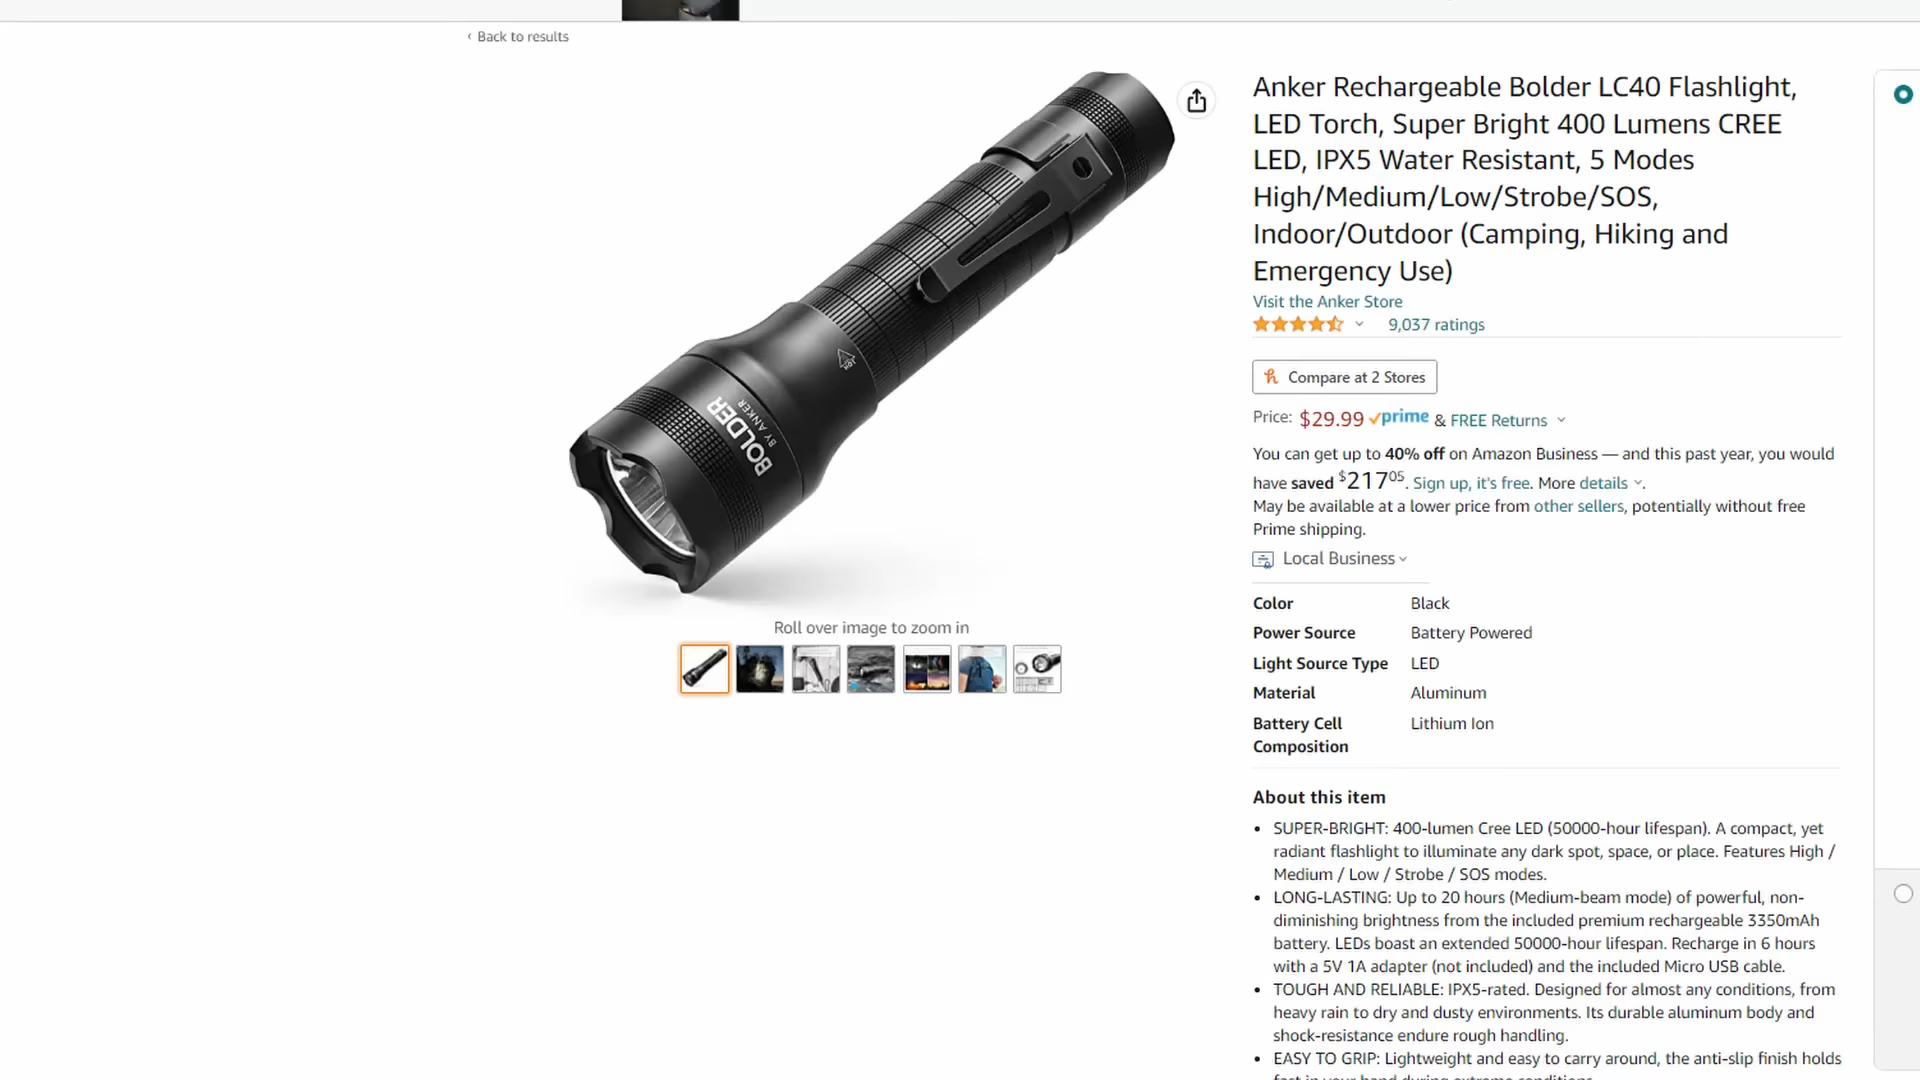 ‹ Back to results
Anker Rechargeable Bolder LC40 Flashlight,
LED Torch, Super Bright 400 Lumens CREE
LED, IPX5 Water Resistant, 5 Modes
High/Medium/Low/Strobe/SOS,
Indoor/Outdoor (Camping, Hiking and
Emergency Use)
Visit the Anker Store
9,037 ratings
Compare at 2 Stores
Price: $29.99 prime & FREE Returns
You can get up to 40% off on Amazon Business — and this past year, you would
have saved $217.05. Sign up, it's free. More details.
May be available at a lower price from other sellers, potentially without free
Prime shipping.
Local Business
Color Black
Power Source Battery Powered
Light Source Type LED
Material Aluminum
Battery Cell Lithium Ion
Composition
About this item
• SUPER-BRIGHT: 400-lumen Cree LED (50000-hour lifespan). A compact, yet
radiant flashlight to illuminate any dark spot, space, or place. Features High /
Medium / Low / Strobe / SOS modes.
• LONG-LASTING: Up to 20 hours (Medium-beam mode) of powerful, non-
diminishing brightness from the included premium rechargeable 3350mAh
battery. LEDs boast an extended 50000-hour lifespan. Recharge in 6 hours
with a 5V 1A adapter (not included) and the included Micro USB cable.
• TOUGH AND RELIABLE: IPX5-rated. Designed for almost any conditions, from
heavy rain to dry and dusty environments. Its durable aluminum body and
shock-resistance endure rough handling.
• EASY TO GRIP: Lightweight and easy to carry around, the anti-slip finish holds
BOLDER
BY ANKER
Roll over image to zoom in